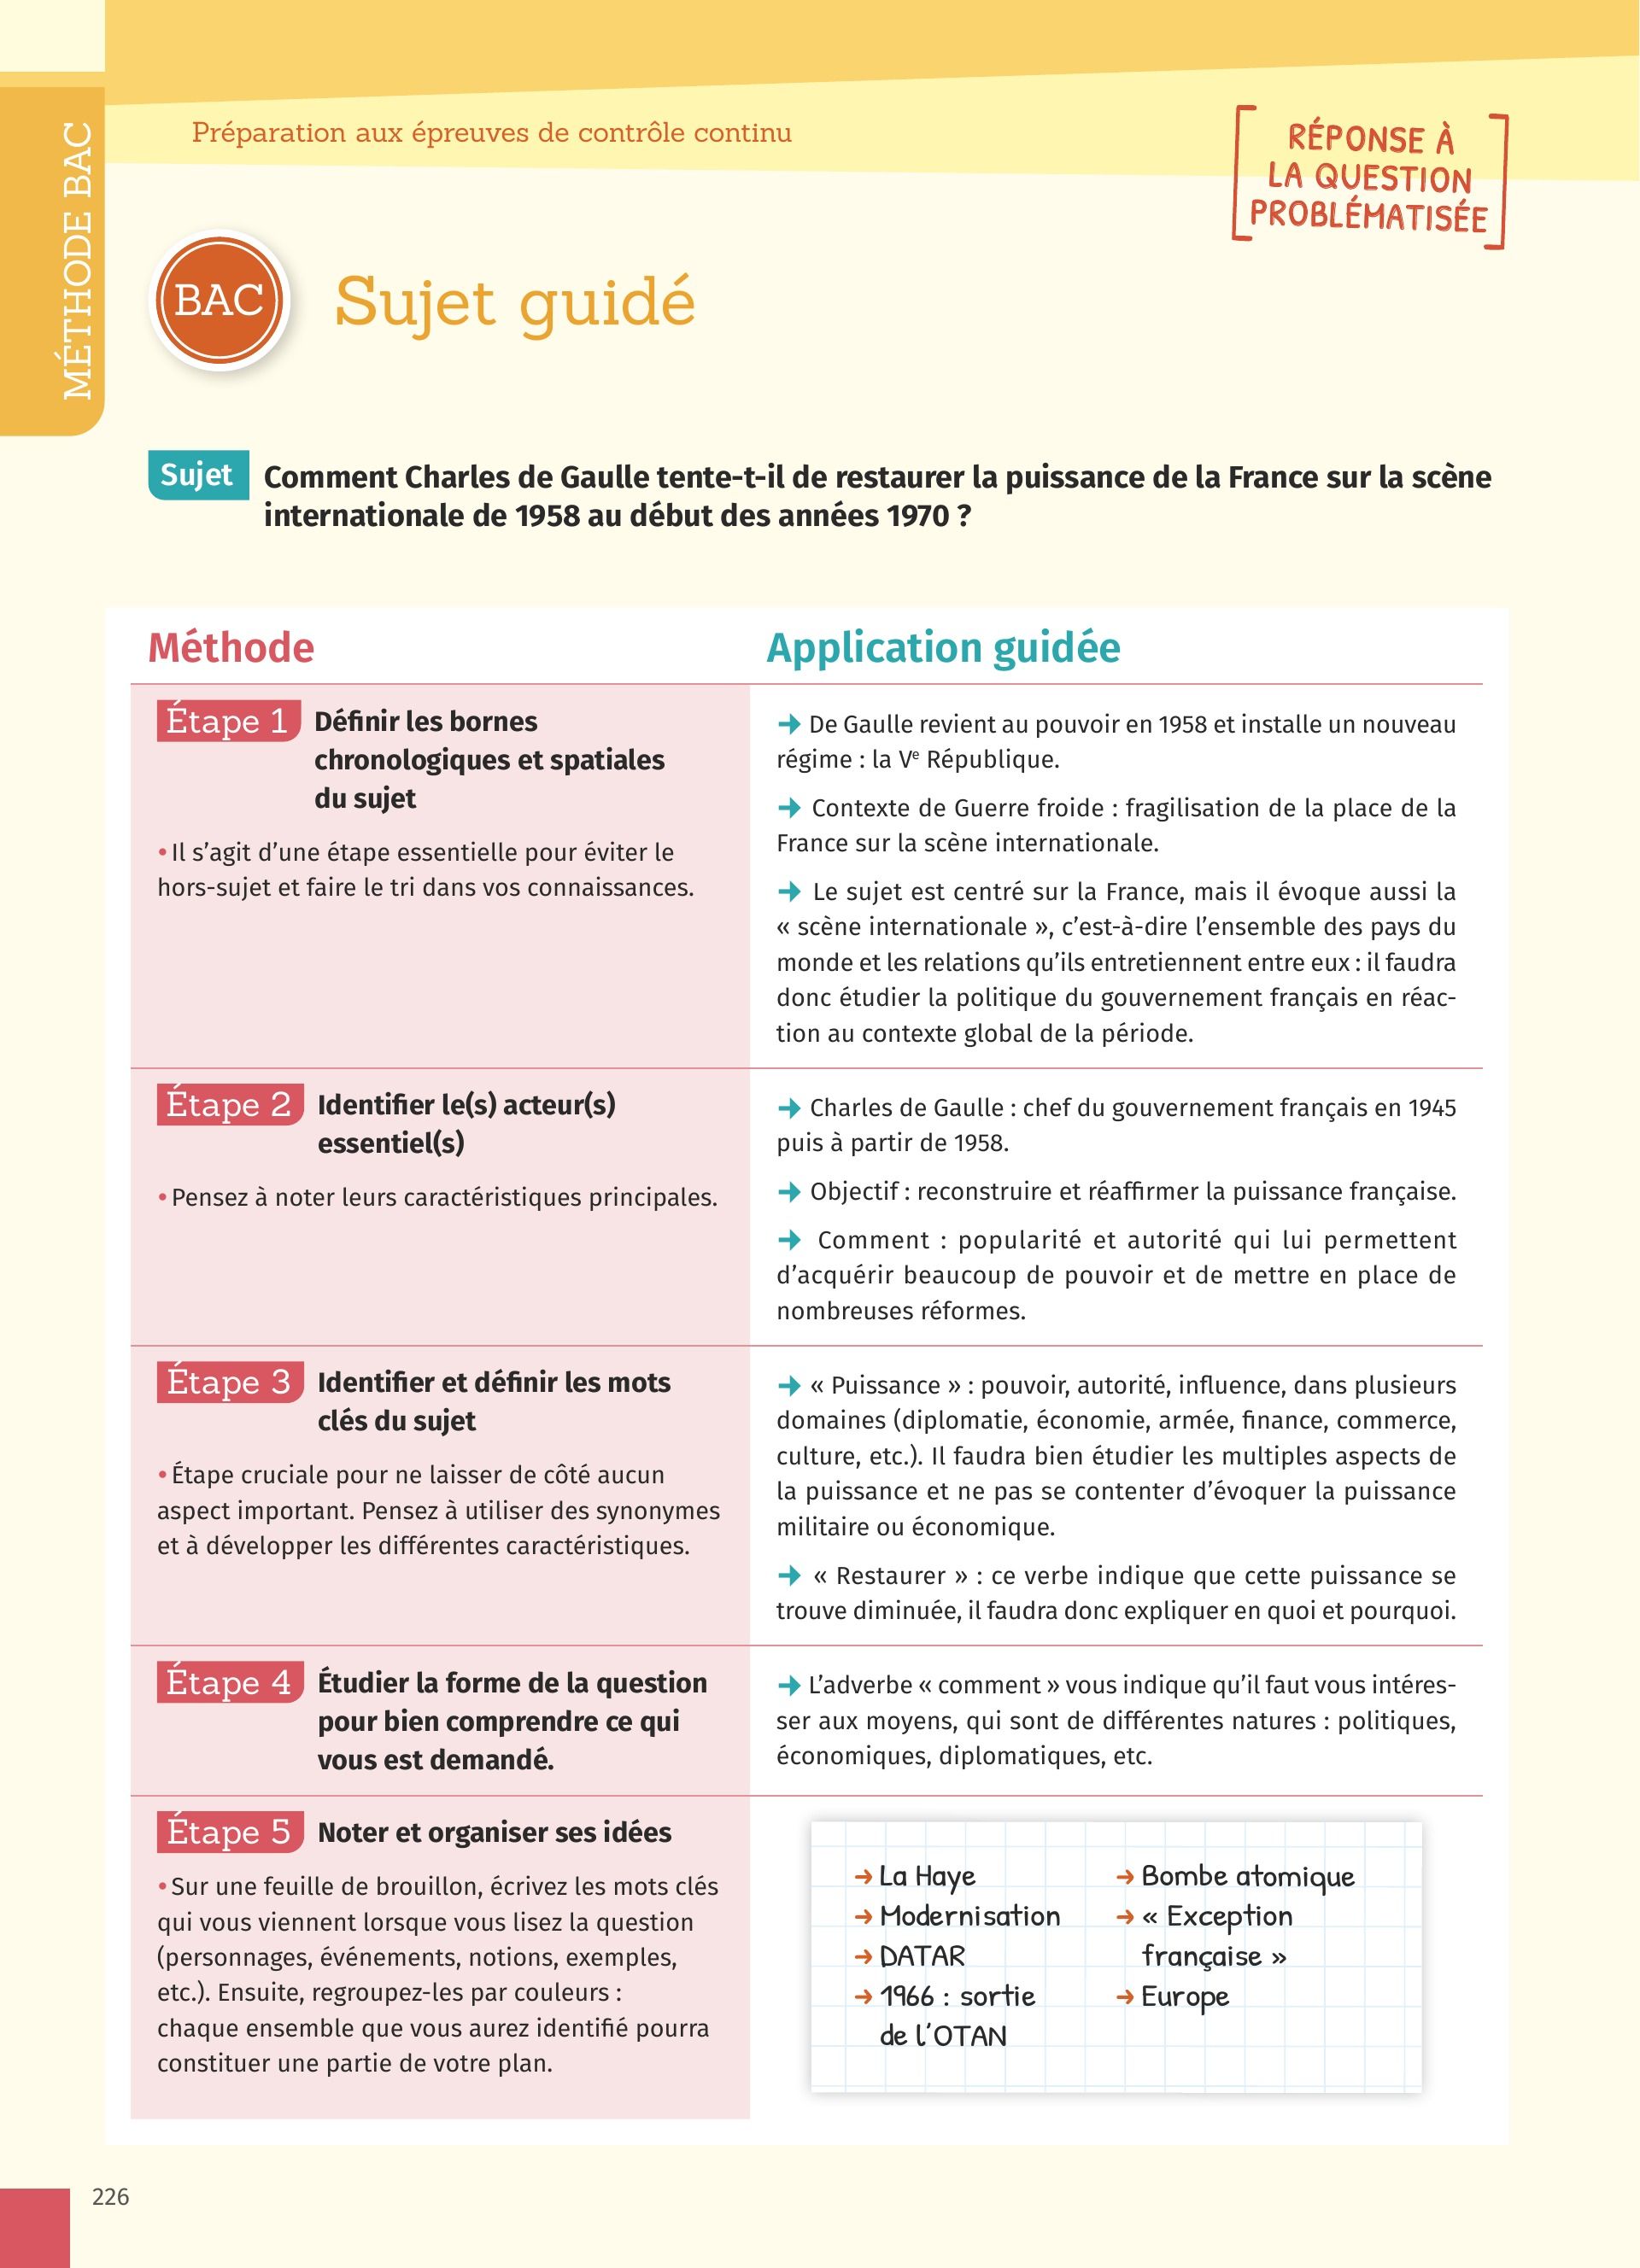 MÉTHODE BAC
Préparation aux épreuves de contrôle continu
RÉPONSE À
LA QUESTION
PROBLÉMATISÉE
BAC
Sujet guidé
Sujet
Comment Charles de Gaulle tente-t-il de restaurer la puissance de la France sur la scène
internationale de 1958 au début des années 1970 ?
Méthode
Étape 1 Définir les bornes
chronologiques et spatiales
du sujet
• Il s’agit d’une étape essentielle pour éviter le
hors-sujet et faire le tri dans vos connaissances.
Application guidée
➜ De Gaulle revient au pouvoir en 1958 et installe un nouveau
régime : la Ve République.
➜ Contexte de Guerre froide : fragilisation de la place de la
France sur la scène internationale.
➜ Le sujet est centré sur la France, mais il évoque aussi la
« scène internationale », c’est-à-dire l’ensemble des pays du
monde et les relations qu’ils entretiennent entre eux : il faudra
donc étudier la politique du gouvernement français en réac-
tion au contexte global de la période.
Étape 2 Identifier le(s) acteur(s)
essentiel(s)
• Pensez à noter leurs caractéristiques principales.
➜ Charles de Gaulle : chef du gouvernement français en 1945
puis à partir de 1958.
➜ Objectif : reconstruire et réaffirmer la puissance française.
➜ Comment : popularité et autorité qui lui permettent
d’acquérir beaucoup de pouvoir et de mettre en place de
nombreuses réformes.
Étape 3 Identifier et définir les mots
clés du sujet
• Étape cruciale pour ne laisser de côté aucun
aspect important. Pensez à utiliser des synonymes
et à développer les différentes caractéristiques.
➜ « Puissance » : pouvoir, autorité, influence, dans plusieurs
domaines (diplomatie, économie, armée, finance, commerce,
culture, etc.). Il faudra bien étudier les multiples aspects de
la puissance et ne pas se contenter d’évoquer la puissance
militaire ou économique.
➜ « Restaurer » : ce verbe indique que cette puissance se
trouve diminuée, il faudra donc expliquer en quoi et pourquoi.
Étape 4 Étudier la forme de la question
pour bien comprendre ce qui
vous est demandé.
➜ L’adverbe « comment » vous indique qu’il faut vous intéres-
ser aux moyens, qui sont de différentes natures : politiques,
économiques, diplomatiques, etc.
Étape 5 Noter et organiser ses idées
• Sur une feuille de brouillon, écrivez les mots clés
qui vous viennent lorsque vous lisez la question
(personnages, événements, notions, exemples,
etc.). Ensuite, regroupez-les par couleurs :
chaque ensemble que vous aurez identifié pourra
constituer une partie de votre plan.
➜ La Haye
➜ Modernisation
➜ DATAR
➜ 1966 : sortie
de l’OTAN
➜ Bombe atomique
➜ « Exception
française »
➜ Europe
226